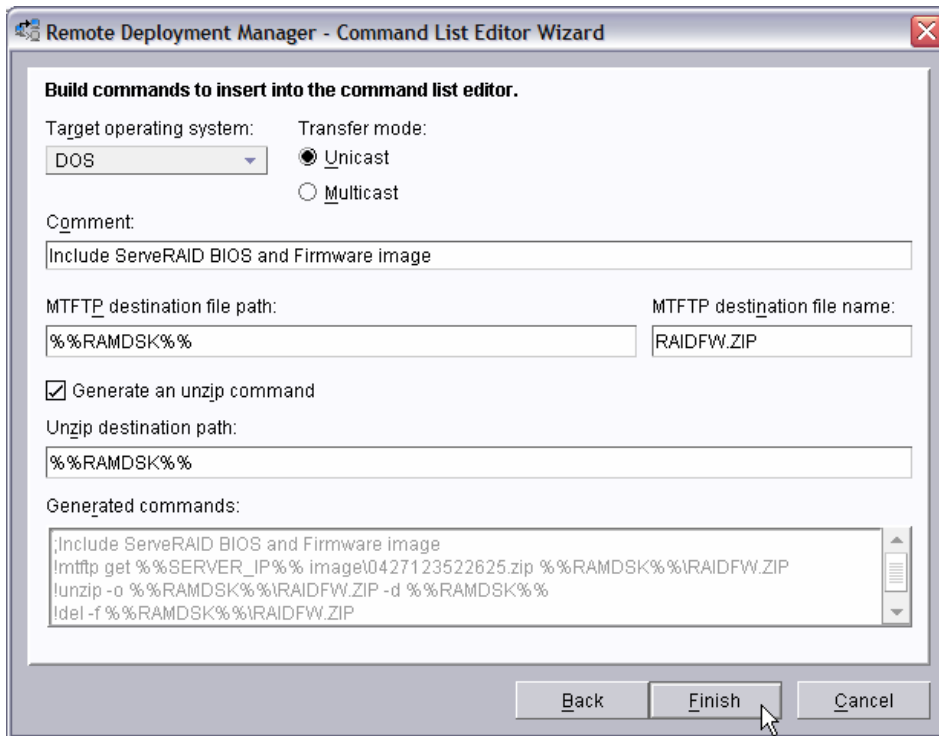 Remote Deployment Manager - Command List Editor Wizard
Build commands to insert into the command list editor.
Target operating system: Transfer mode:
DOS Unicast
Multicast
Comment:
Include ServeRAID BIOS and Firmware image
MTFTP destination file path: MTFTP destination file name:
%%RAMDSK%% RAIDFW.ZIP
Generate an unzip command
Unzip destination path:
%%RAMDSK%%
Generated commands:
;Include ServeRAID BIOS and Firmware image
!mtftp get %%SERVER_IP%% image\0427123522625.zip %%RAMDSK%%\RAIDFW.ZIP
!unzip -o %%RAMDSK%%\RAIDFW.ZIP -d %%RAMDSK%%
!del -f %%RAMDSK%%\RAIDFW.ZIP
Back Finish Cancel